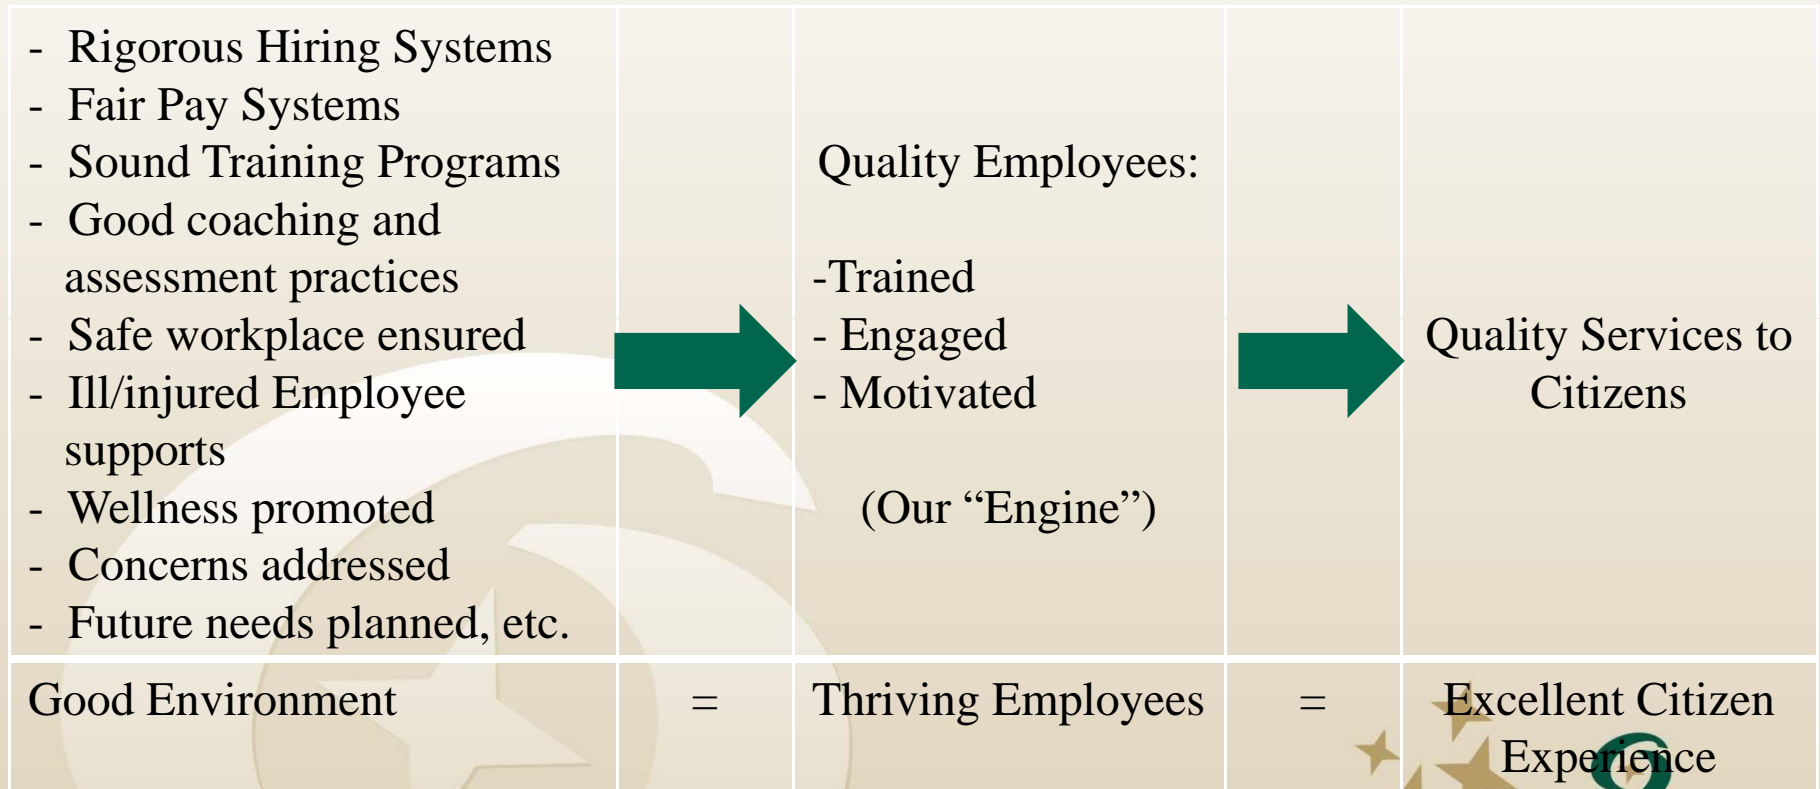 - Rigorous Hiring Systems
- Fair Pay Systems
- Sound Training Programs
- Good coaching and
assessment practices
- Safe workplace ensured
- Ill/injured Employee
supports
- Wellness promoted
- Concerns addressed
- Future needs planned, etc.
Quality Employees:
-Trained
- Engaged
- Motivated
(Our “Engine”)
Quality Services to
Citizens
Good Environment
=
Thriving Employees
=
Excellent Citizen
Experience